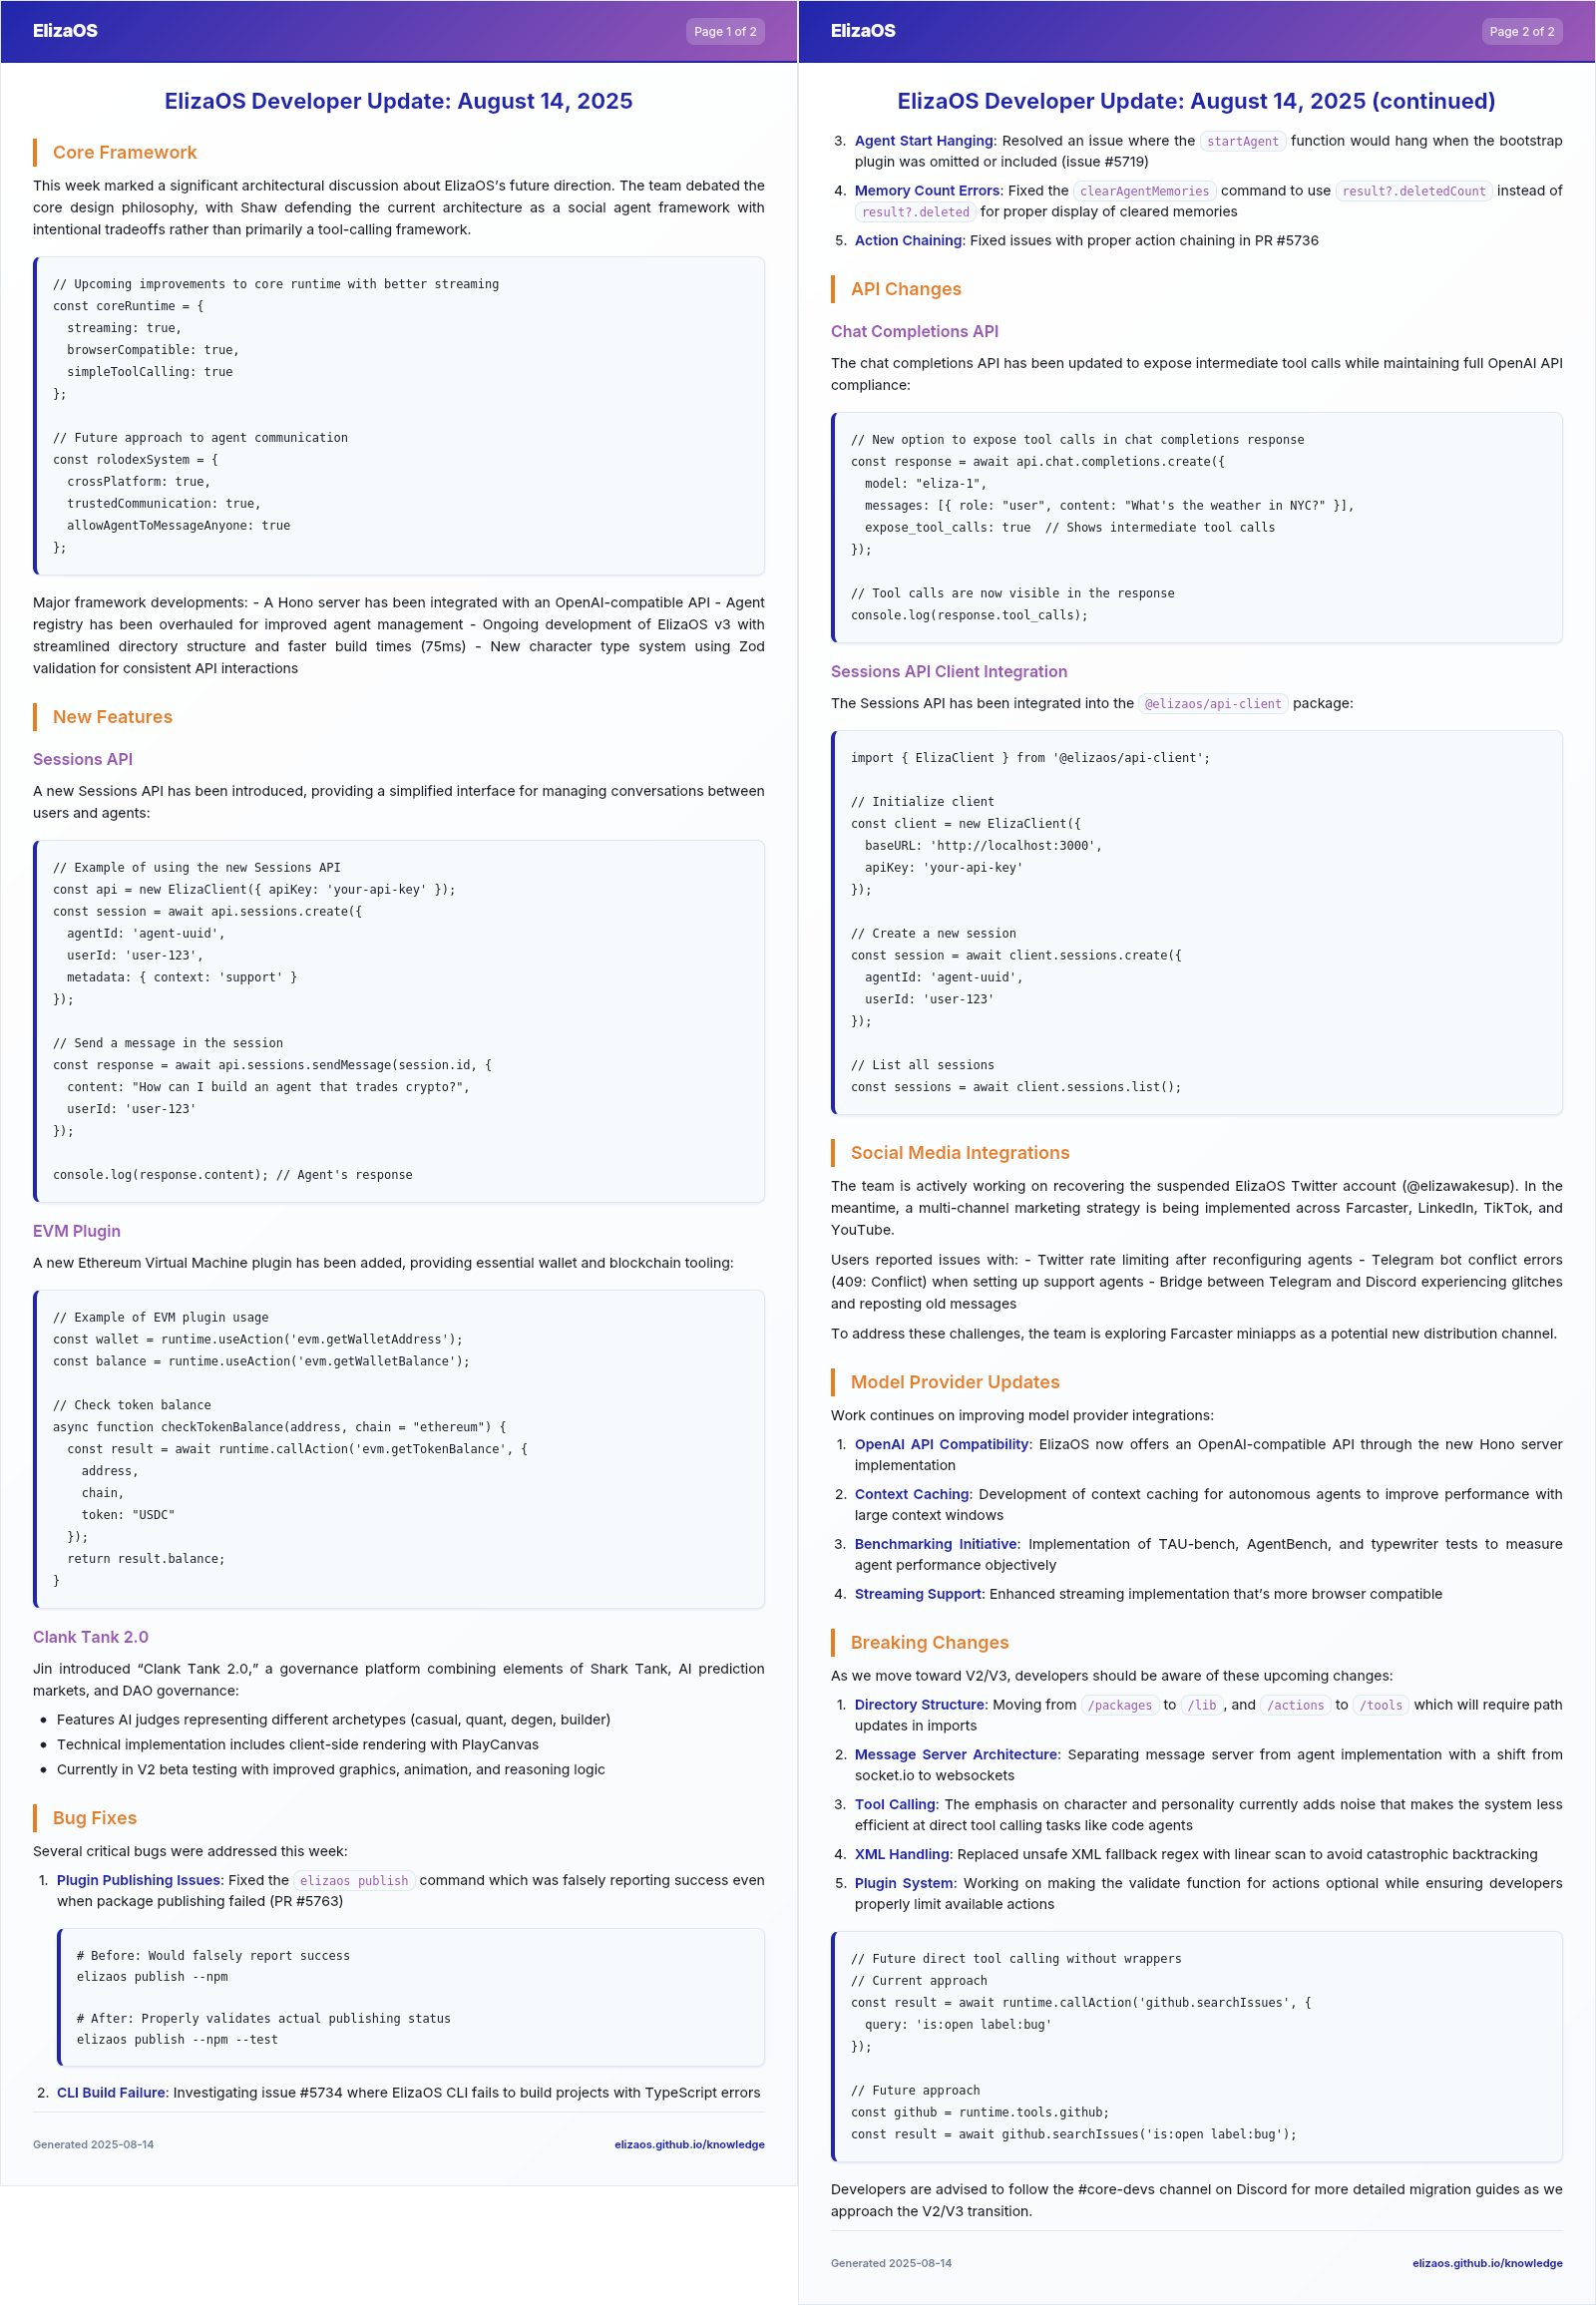 ElizaOS
Page 1 of 2
ElizaOS Developer Update: August 14, 2025
Core Framework
This week marked a significant architectural discussion about ElizaOS’s future direction. The team debated the
core design philosophy, with Shaw defending the current architecture as a social agent framework with
intentional tradeoffs rather than primarily a tool-calling framework.
// Upcoming improvements to core runtime with better streaming
const coreRuntime = {
  streaming: true,
  browserCompatible: true,
  simpleToolCalling: true
};
// Future approach to agent communication
const rolodexSystem = {
  crossPlatform: true,
  trustedCommunication: true,
  allowAgentToMessageAnyone: true
};
Major framework developments: - A Hono server has been integrated with an OpenAI-compatible API - Agent
registry has been overhauled for improved agent management - Ongoing development of ElizaOS v3 with
streamlined directory structure and faster build times (75ms) - New character type system using Zod
validation for consistent API interactions
New Features
Sessions API
A new Sessions API has been introduced, providing a simplified interface for managing conversations between
users and agents:
// Example of using the new Sessions API
const api = new ElizaClient({ apiKey: 'your-api-key' });
const session = await api.sessions.create({
  agentId: 'agent-uuid',
  userId: 'user-123',
  metadata: { context: 'support' }
});
// Send a message in the session
const response = await api.sessions.sendMessage(session.id, {
  content: "How can I build an agent that trades crypto?",
  userId: 'user-123'
});
console.log(response.content); // Agent's response
EVM Plugin
A new Ethereum Virtual Machine plugin has been added, providing essential wallet and blockchain tooling:
// Example of EVM plugin usage
const wallet = runtime.useAction('evm.getWalletAddress');
const balance = runtime.useAction('evm.getWalletBalance');
// Check token balance
async function checkTokenBalance(address, chain = "ethereum") {
  const result = await runtime.callAction('evm.getTokenBalance', {
    address,
    chain,
    token: "USDC"
  });
  return result.balance;
}
Clank Tank 2.0
Jin introduced “Clank Tank 2.0,” a governance platform combining elements of Shark Tank, AI prediction
markets, and DAO governance:
• Features AI judges representing different archetypes (casual, quant, degen, builder)
• Technical implementation includes client-side rendering with PlayCanvas
• Currently in V2 beta testing with improved graphics, animation, and reasoning logic
Bug Fixes
Several critical bugs were addressed this week:
1. Plugin Publishing Issues: Fixed the elizaos publish command which was falsely reporting success even
when package publishing failed (PR #5763)
# Before: Would falsely report success
elizaos publish --npm
# After: Properly validates actual publishing status
elizaos publish --npm --test
2. CLI Build Failure: Investigating issue #5734 where ElizaOS CLI fails to build projects with TypeScript errors
Generated 2025-08-14
elizaos.github.io/knowledge
ElizaOS
Page 2 of 2
ElizaOS Developer Update: August 14, 2025 (continued)
3. Agent Start Hanging: Resolved an issue where the startAgent function would hang when the bootstrap
plugin was omitted or included (issue #5719)
4. Memory Count Errors: Fixed the clearAgentMemories command to use result?.deletedCount instead of
result?.deleted for proper display of cleared memories
5. Action Chaining: Fixed issues with proper action chaining in PR #5736
API Changes
Chat Completions API
The chat completions API has been updated to expose intermediate tool calls while maintaining full OpenAI API
compliance:
// New option to expose tool calls in chat completions response
const response = await api.chat.completions.create({
  model: "eliza-1",
  messages: [{ role: "user", content: "What's the weather in NYC?" }],
  expose_tool_calls: true  // Shows intermediate tool calls
});
// Tool calls are now visible in the response
console.log(response.tool_calls);
Sessions API Client Integration
The Sessions API has been integrated into the @elizaos/api-client package:
import { ElizaClient } from '@elizaos/api-client';
// Initialize client
const client = new ElizaClient({
  baseURL: 'http://localhost:3000',
  apiKey: 'your-api-key'
});
// Create a new session
const session = await client.sessions.create({
  agentId: 'agent-uuid',
  userId: 'user-123'
});
// List all sessions
const sessions = await client.sessions.list();
Social Media Integrations
The team is actively working on recovering the suspended ElizaOS Twitter account (@elizawakesup). In the
meantime, a multi-channel marketing strategy is being implemented across Farcaster, LinkedIn, TikTok, and
YouTube.
Users reported issues with: - Twitter rate limiting after reconfiguring agents - Telegram bot conflict errors
(409: Conflict) when setting up support agents - Bridge between Telegram and Discord experiencing glitches
and reposting old messages
To address these challenges, the team is exploring Farcaster miniapps as a potential new distribution channel.
Model Provider Updates
Work continues on improving model provider integrations:
1. OpenAI API Compatibility: ElizaOS now offers an OpenAI-compatible API through the new Hono server
implementation
2. Context Caching: Development of context caching for autonomous agents to improve performance with
large context windows
3. Benchmarking Initiative: Implementation of TAU-bench, AgentBench, and typewriter tests to measure
agent performance objectively
4. Streaming Support: Enhanced streaming implementation that’s more browser compatible
Breaking Changes
As we move toward V2/V3, developers should be aware of these upcoming changes:
1. Directory Structure: Moving from /packages to /lib, and /actions to /tools which will require path
updates in imports
2. Message Server Architecture: Separating message server from agent implementation with a shift from
socket.io to websockets
3. Tool Calling: The emphasis on character and personality currently adds noise that makes the system less
efficient at direct tool calling tasks like code agents
4. XML Handling: Replaced unsafe XML fallback regex with linear scan to avoid catastrophic backtracking
5. Plugin System: Working on making the validate function for actions optional while ensuring developers
properly limit available actions
// Future direct tool calling without wrappers
// Current approach
const result = await runtime.callAction('github.searchIssues', {
  query: 'is:open label:bug'
});
// Future approach
const github = runtime.tools.github;
const result = await github.searchIssues('is:open label:bug');
Developers are advised to follow the #core-devs channel on Discord for more detailed migration guides as we
approach the V2/V3 transition.
Generated 2025-08-14
elizaos.github.io/knowledge